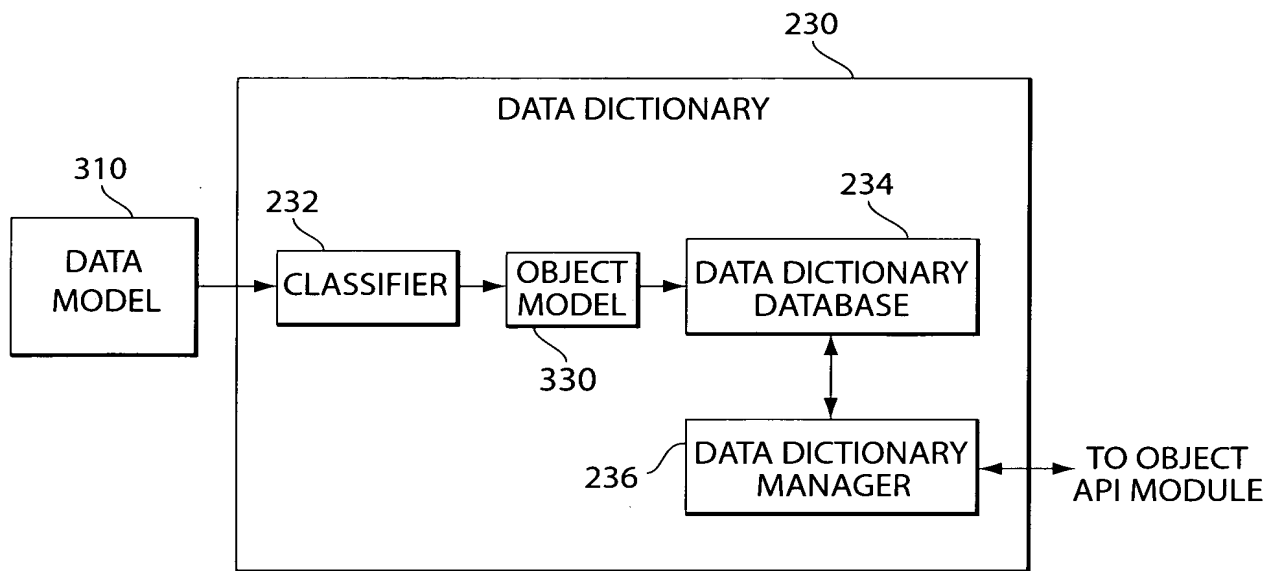 230
DATA DICTIONARY
310
DATA
MODEL
232
CLASSIFIER
OBJECT
MODEL
330
234
DATA DICTIONARY
DATABASE
236
DATA DICTIONARY
MANAGER
TO OBJECT
API MODULE